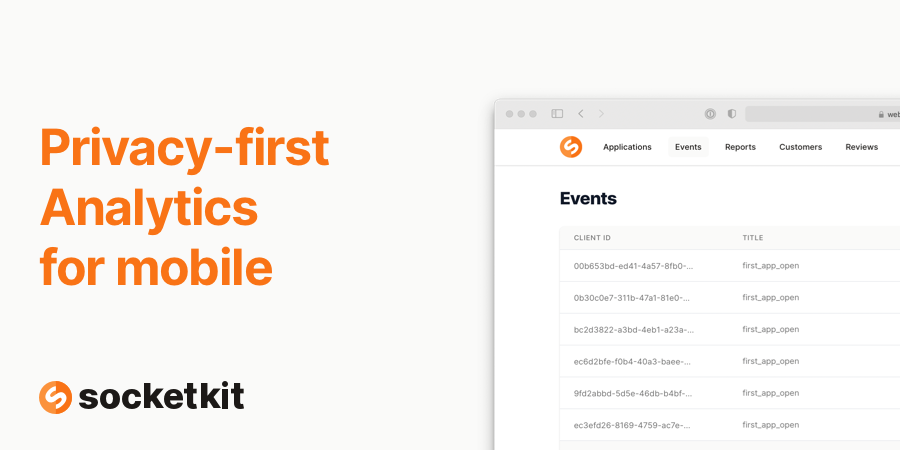 Privacy-first
Analytics
for mobile
socketkit
web
Applications Events Reports Customers Reviews
Events
CLIENT ID TITLE
00b653bd-ed41-4a57-8fb0-... first_app_open
0b30c0e7-311b-47a1-81e0-... first_app_open
bc2d3822-a3bd-4eb1-a23a-... first_app_open
ec6d2bfe-f0b4-40a3-baee-... first_app_open
9fd2abbd-5d5e-46db-b4bf-... first_app_open
ec3efd26-8169-4759-ac7e-... first_app_open